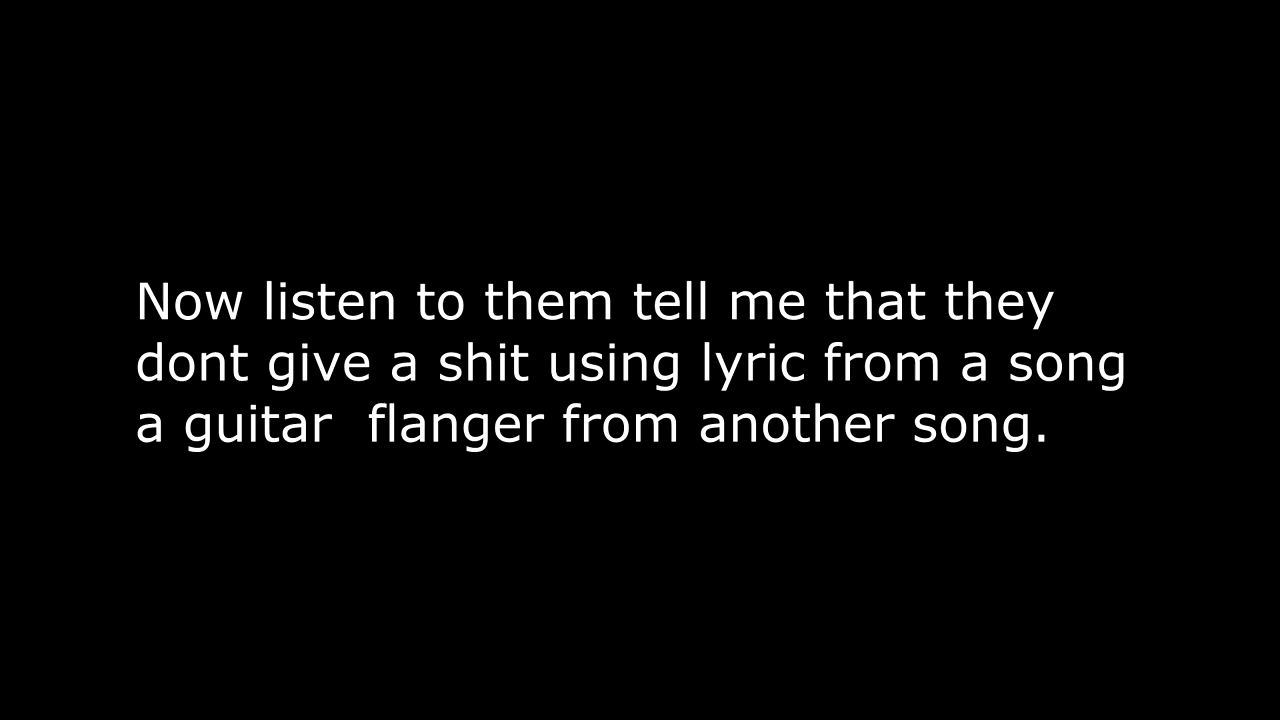 Now listen to them tell me that they
dont give a shit using lyric from a song
a guitar  flanger from another song.